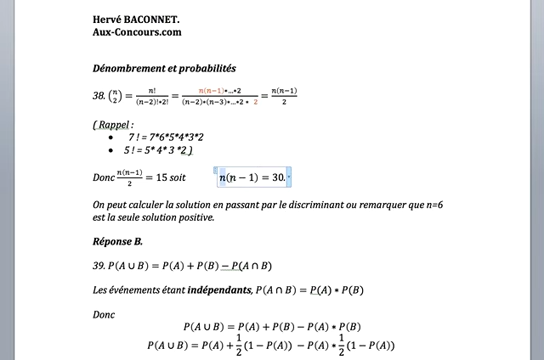 Hervé BACONNET.
Aux-Concours.com
Dénombrement et probabilités
38. (n 2) = n!/((n−2)!•2!) = n(n−1)•...•2/((n−2)•(n−3)•...•2 • 2) = n(n−1)/2
( Rappel :
• 7 ! = 7*6*5*4*3*2
• 5 ! = 5* 4* 3 *2 )
Donc n(n−1)/2 = 15 soit n(n − 1) = 30.
On peut calculer la solution en passant par le discriminant ou remarquer que n=6
est la seule solution positive.
Réponse B.
39. P(A ∪ B) = P(A) + P(B) − P(A ∩ B)
Les événements étant indépendants, P(A ∩ B) = P(A) * P(B)
Donc
P(A ∪ B) = P(A) + P(B) − P(A) * P(B)
P(A ∪ B) = P(A) + 1/2 (1 − P(A)) − P(A) * 1/2 (1 − P(A))